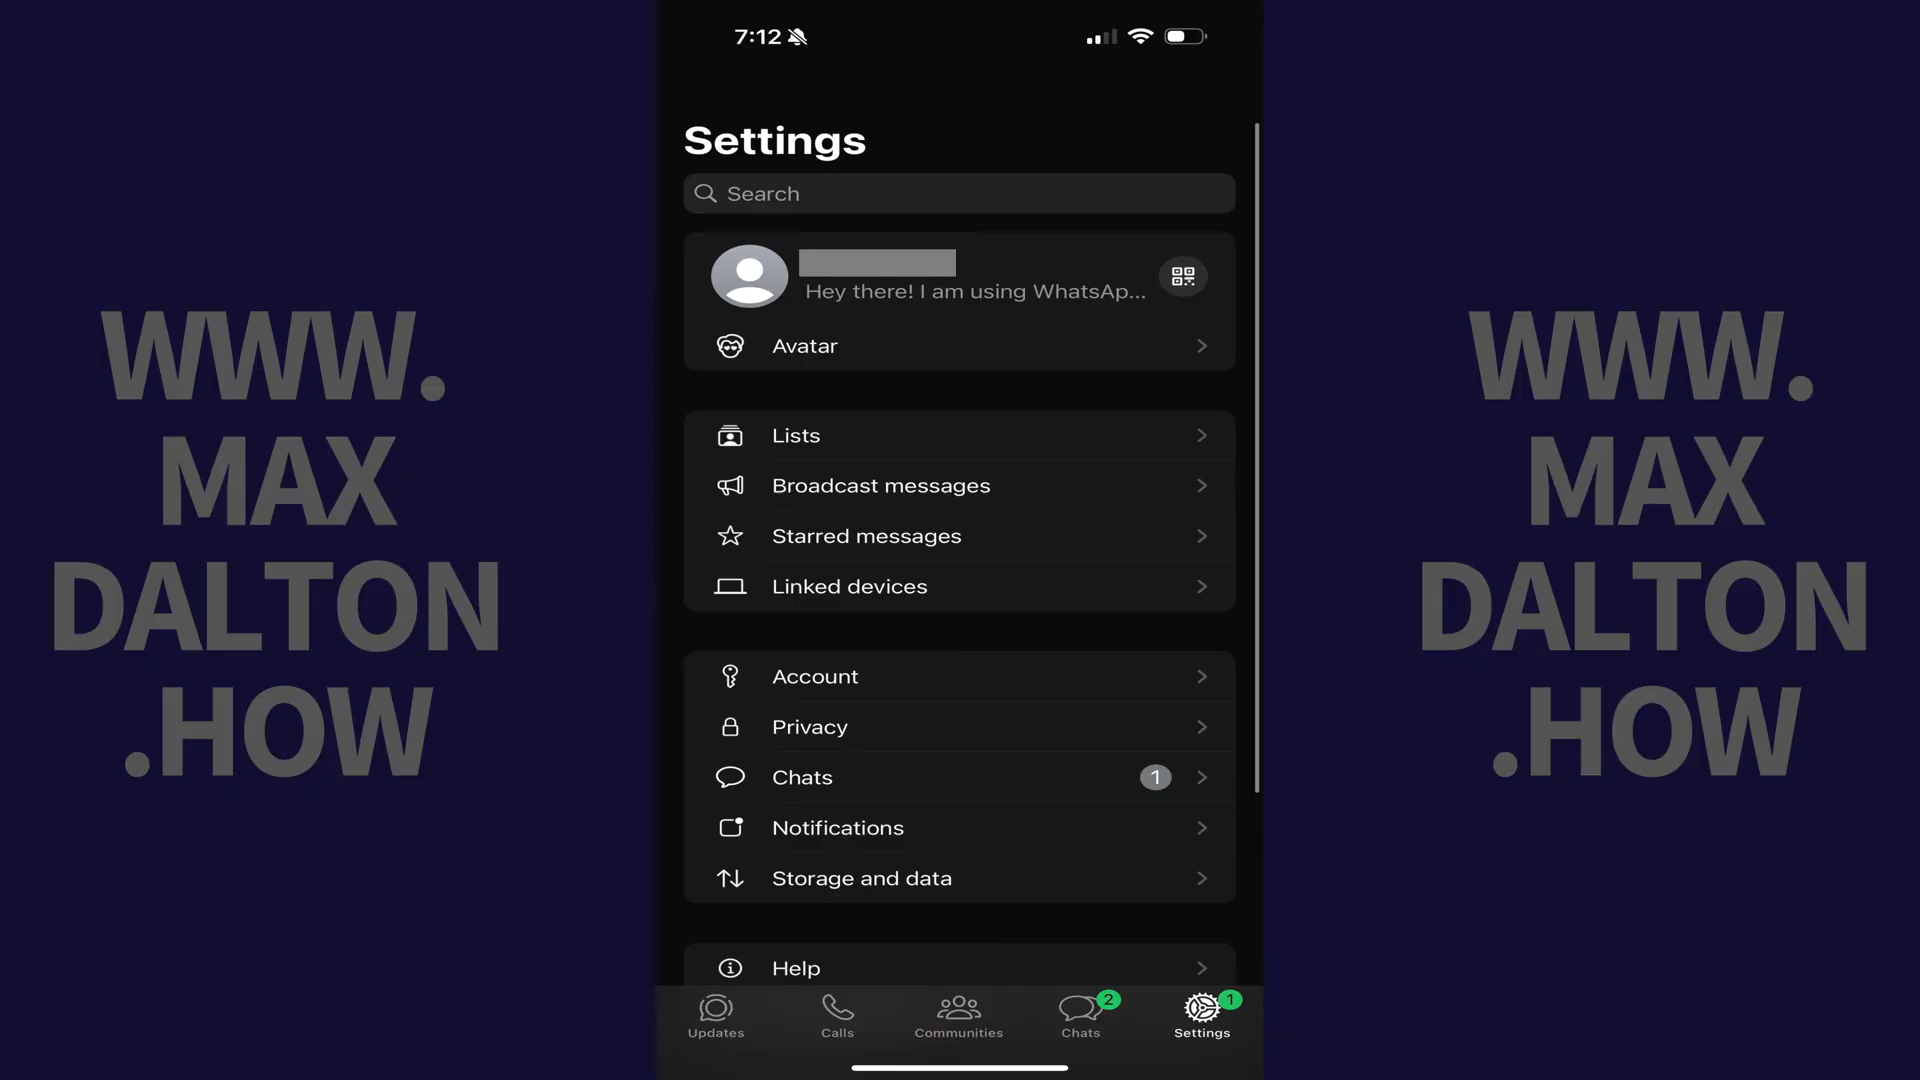 WWW.
MAX
DALTON
.HOW
7:12
Settings
Search
Hey there! I am using WhatsAp...
Avatar
Lists
Broadcast messages
Starred messages
Linked devices
Account
Privacy
Chats 1
Notifications
Storage and data
Help
2 1
Updates Calls Communities Chats Settings
WWW.
MAX
DALTON
.HOW